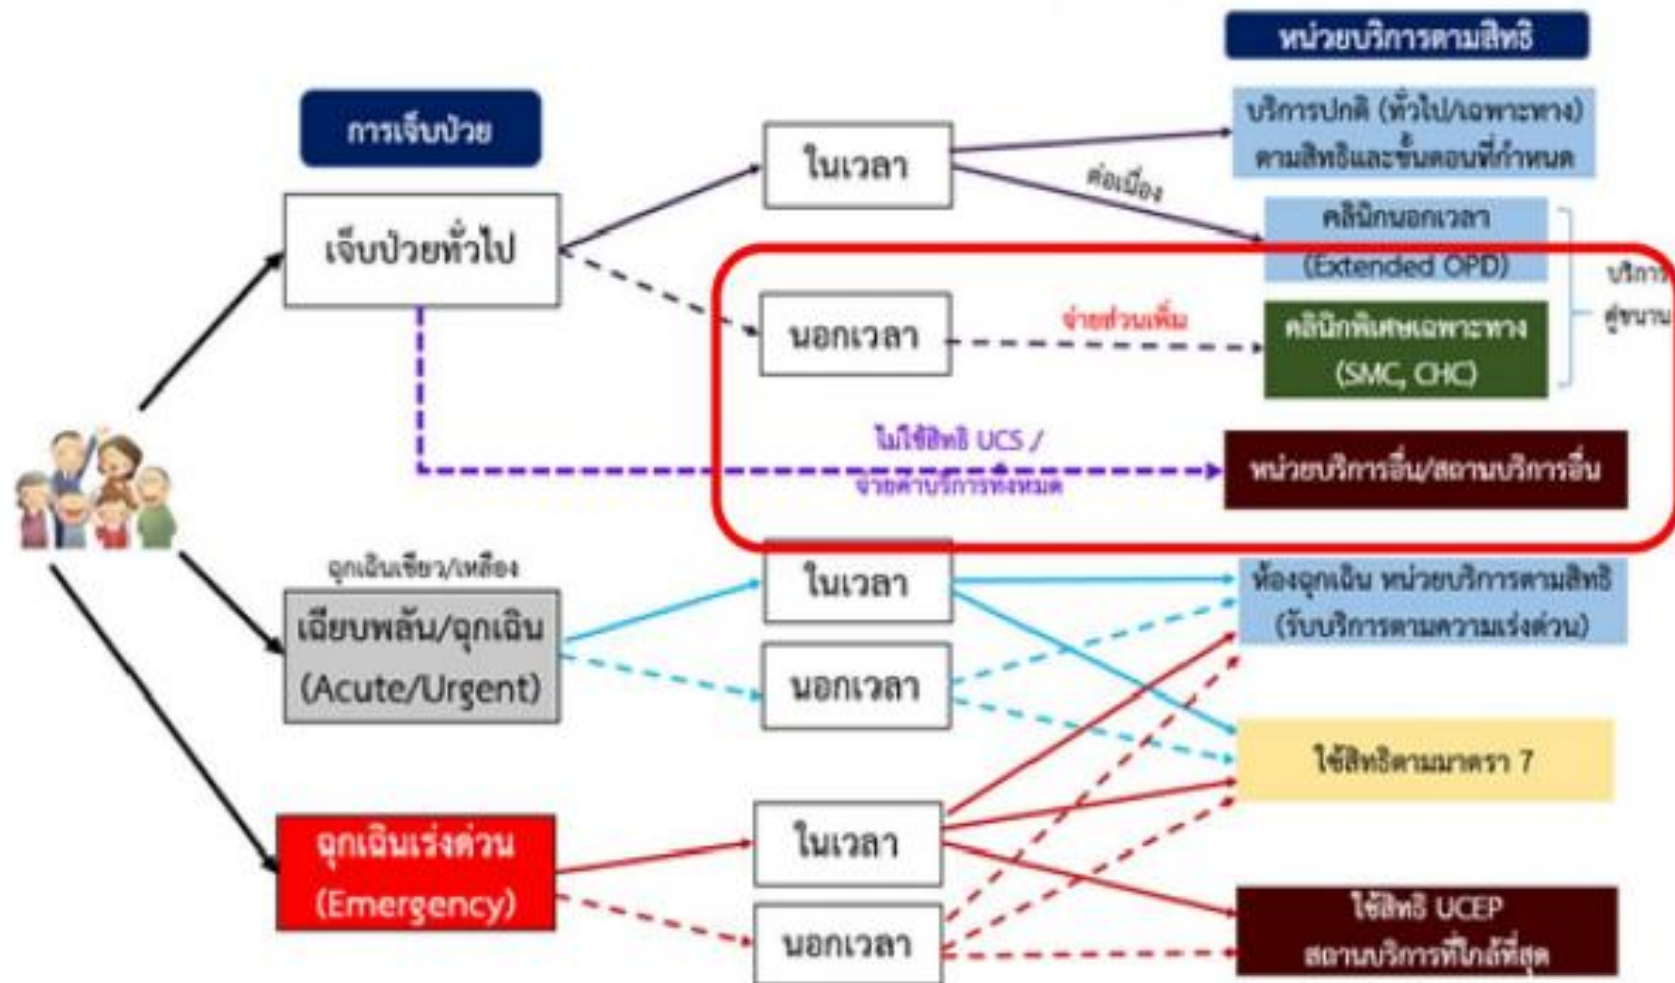 หน่วยบริการตามสิทธิ
การเจ็บป่วย
บริการปกติ (ทั่วไป/เฉพาะทาง)
ตามสิทธิและขั้นตอนที่กำหนด
ในเวลา
ต่อเนื่อง
คลินิกนอกเวลา
(Extended OPD)
เจ็บป่วยทั่วไป
บริการ
คู่ขนาน
นอกเวลา
จ่ายส่วนเพิ่ม
คลินิกพิเศษเฉพาะทาง
(SMC, CHC)
ไม่ใช้สิทธิ UCS /
จ่ายค่าบริการทั้งหมด
หน่วยบริการอื่น/สถานบริการอื่น
ฉุกเฉินเขียว/เหลือง
เฉียบพลัน/ฉุกเฉิน
(Acute/Urgent)
ในเวลา
นอกเวลา
ห้องฉุกเฉิน หน่วยบริการตามสิทธิ
(รับบริการตามความเร่งด่วน)
ใช้สิทธิตามมาตรา 7
ฉุกเฉินเร่งด่วน
(Emergency)
ในเวลา
นอกเวลา
ใช้สิทธิ UCEP
สถานบริการที่ใกล้ที่สุด